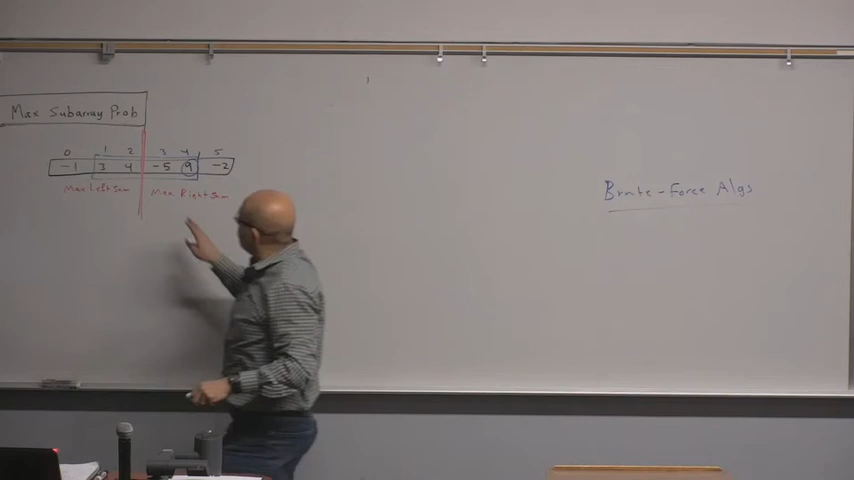 Max Subarray Prob
0 1 2 3 4 5
-1 3 4 -5 9 -2
Max Left Sum Max Right Sum
Brute-Force Algs